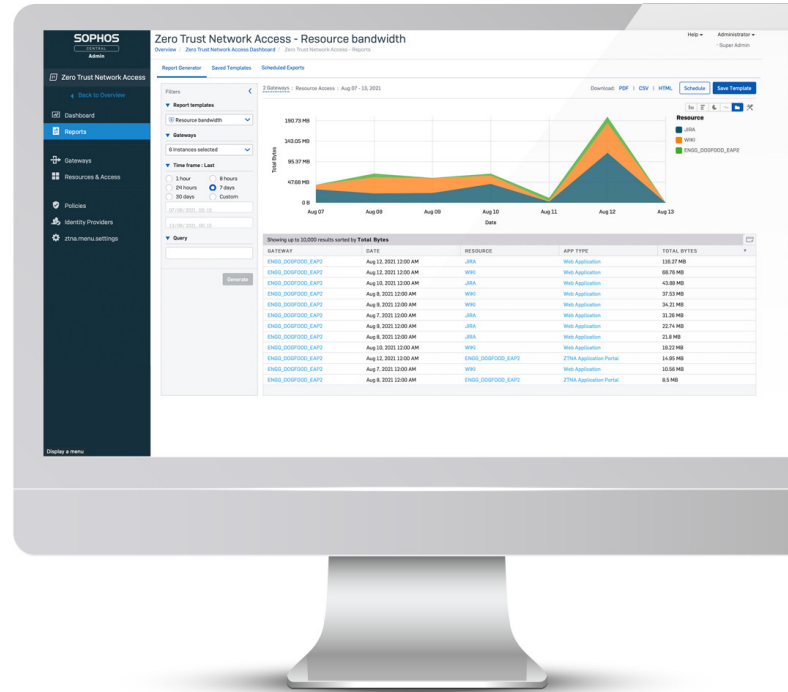 SOPHOS
CENTRAL
Admin
Zero Trust Network Access
Back to Overview
Dashboard
Reports
Gateways
Resources & Access
Policies
Identity Providers
ztna.menu.settings
Display a menu
Zero Trust Network Access - Resource bandwidth
Overview / Zero Trust Network Access Dashboard / Zero Trust Network Access - Reports
Help
Administrator
Super Admin
Report Generator Saved Templates Scheduled Exports
Filters
Report templates
Resource bandwidth
Gateways
Time frame : Last
1 hour
24 hours
7 days
30 days
Custom
Query
Generate
2 Gateways : Resource Access : Aug 07 - 13, 2021
Download: PDF | CSV | HTML Schedule Save Template
Total Bytes
190.73 MB
143.05 MB
95.37 MB
47.68 MB
0 B
Aug 07 Aug 08 Aug 09 Aug 10 Aug 11 Aug 12 Aug 13
Date
Resource
JIRA
WIKI
ENGG_DOGFOOD_EAP2
Showing up to 10,000 results sorted by Total Bytes
GATEWAY DATE RESOURCE APP TYPE TOTAL BYTES
ENGG_DOGFOOD_EAP2 Aug 12, 2021 12:00 AM JIRA Web Application 116.27 MB
ENGG_DOGFOOD_EAP2 Aug 12, 2021 12:00 AM WIKI Web Application 68.76 MB
ENGG_DOGFOOD_EAP2 Aug 10, 2021 12:00 AM JIRA Web Application 43.88 MB
ENGG_DOGFOOD_EAP2 Aug 8, 2021 12:00 AM WIKI Web Application 37.53 MB
ENGG_DOGFOOD_EAP2 Aug 9, 2021 12:00 AM WIKI Web Application 34.21 MB
ENGG_DOGFOOD_EAP2 Aug 7, 2021 12:00 AM JIRA Web Application 31.26 MB
ENGG_DOGFOOD_EAP2 Aug 9, 2021 12:00 AM JIRA Web Application 22.74 MB
ENGG_DOGFOOD_EAP2 Aug 8, 2021 12:00 AM JIRA Web Application 21.8 MB
ENGG_DOGFOOD_EAP2 Aug 10, 2021 12:00 AM WIKI Web Application 19.22 MB
ENGG_DOGFOOD_EAP2 Aug 12, 2021 12:00 AM ENGG_DOGFOOD_EAP2 ZTNA Application Portal 14.95 MB
ENGG_DOGFOOD_EAP2 Aug 7, 2021 12:00 AM WIKI Web Application 10.56 MB
ENGG_DOGFOOD_EAP2 Aug 8, 2021 12:00 AM ENGG_DOGFOOD_EAP2 ZTNA Application Portal 8.5 MB